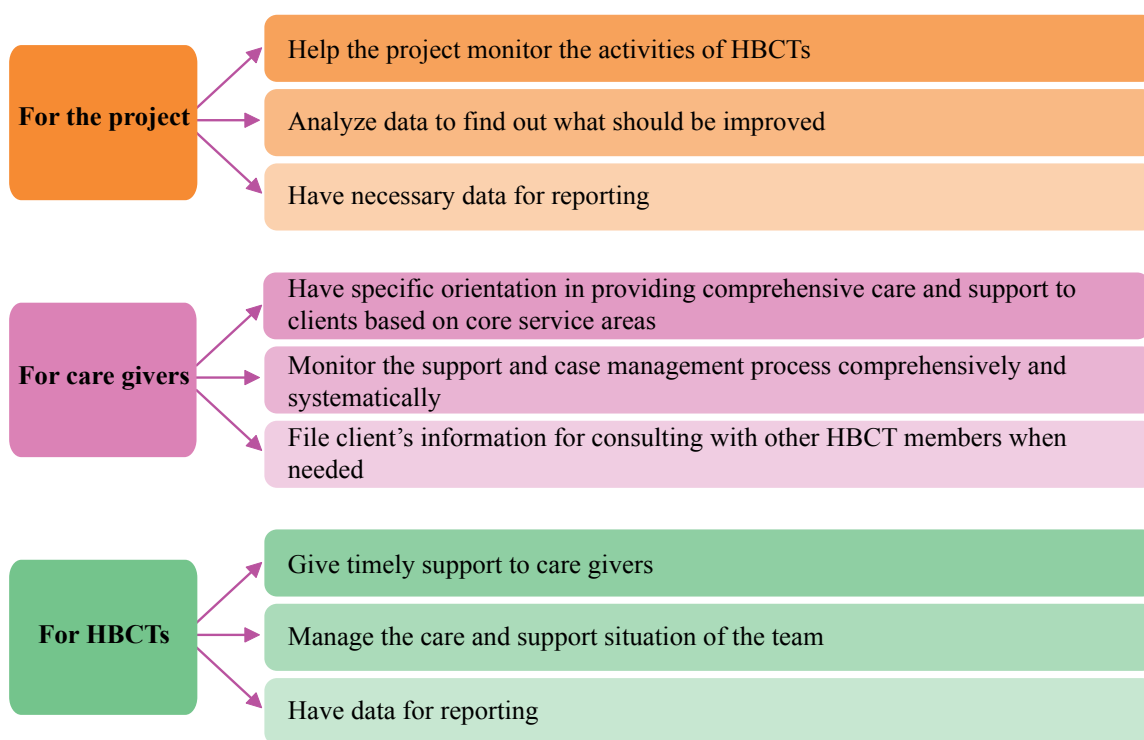 For the project
Help the project monitor the activities of HBCTs
Analyze data to find out what should be improved
Have necessary data for reporting
For care givers
Have specific orientation in providing comprehensive care and support to
clients based on core service areas
Monitor the support and case management process comprehensively and
systematically
File client’s information for consulting with other HBCT members when
needed
For HBCTs
Give timely support to care givers
Manage the care and support situation of the team
Have data for reporting